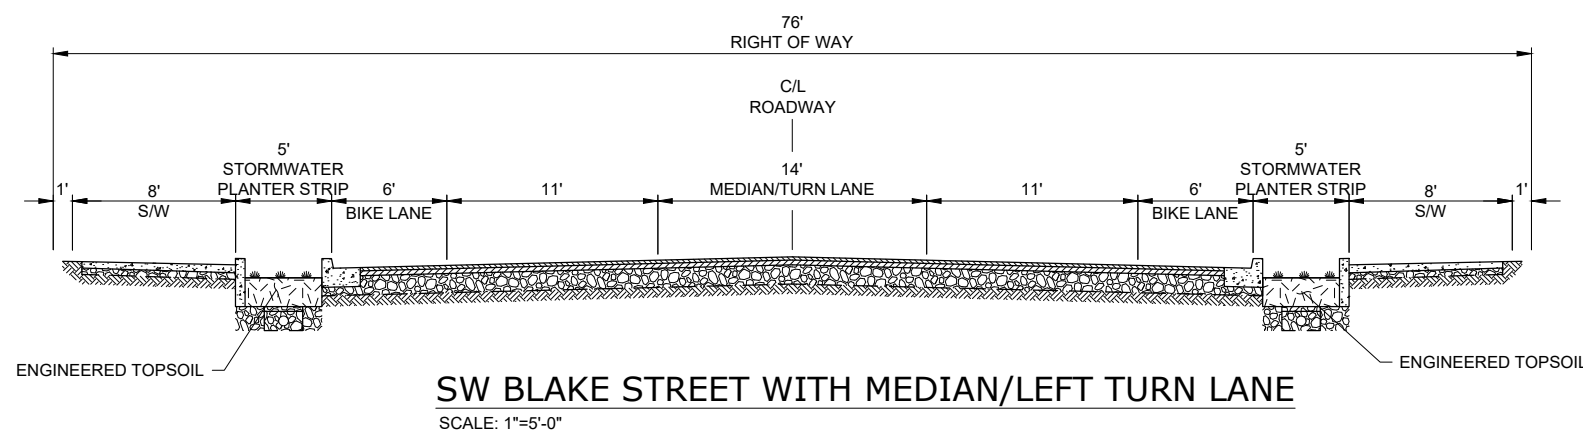 76'
RIGHT OF WAY
C/L
ROADWAY
1'
8'
S/W
5'
STORMWATER
PLANTER STRIP
6'
BIKE LANE
11'
14'
MEDIAN/TURN LANE
11'
6'
BIKE LANE
5'
STORMWATER
PLANTER STRIP
8'
S/W
1'
ENGINEERED TOPSOIL
ENGINEERED TOPSOIL
SW BLAKE STREET WITH MEDIAN/LEFT TURN LANE
SCALE: 1"=5'-0"